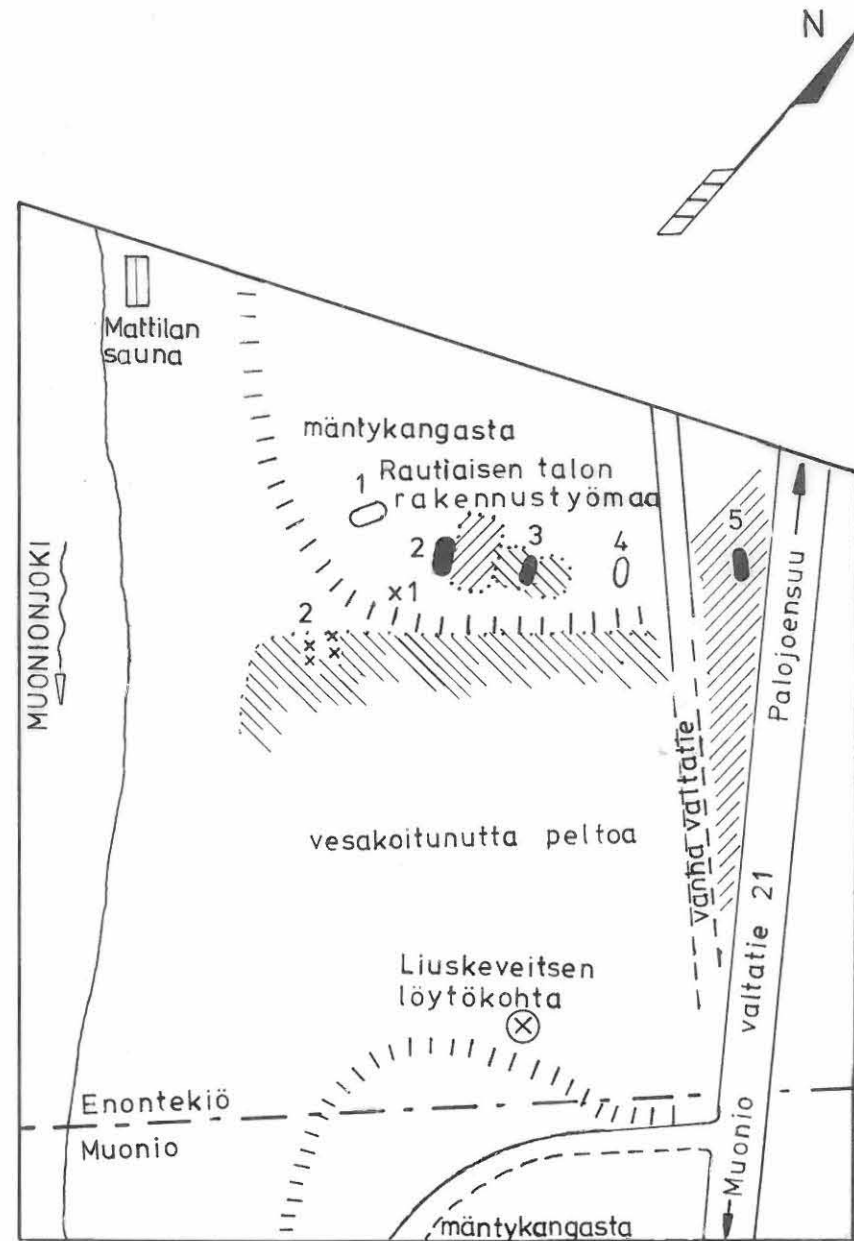 N
Mattilan
sauna
mäntykangasta
Rautiaisen talon
rakennustyömaa
1
2
3
4
5
x1
2
MUONIONJOKI
Palojoensuu
vanha valtatie
vesakoitunutta peltoa
valtatie 21
Liuskeveitsen
löytökohta
Enontekiö
Muonio
Muonio
mäntykangasta